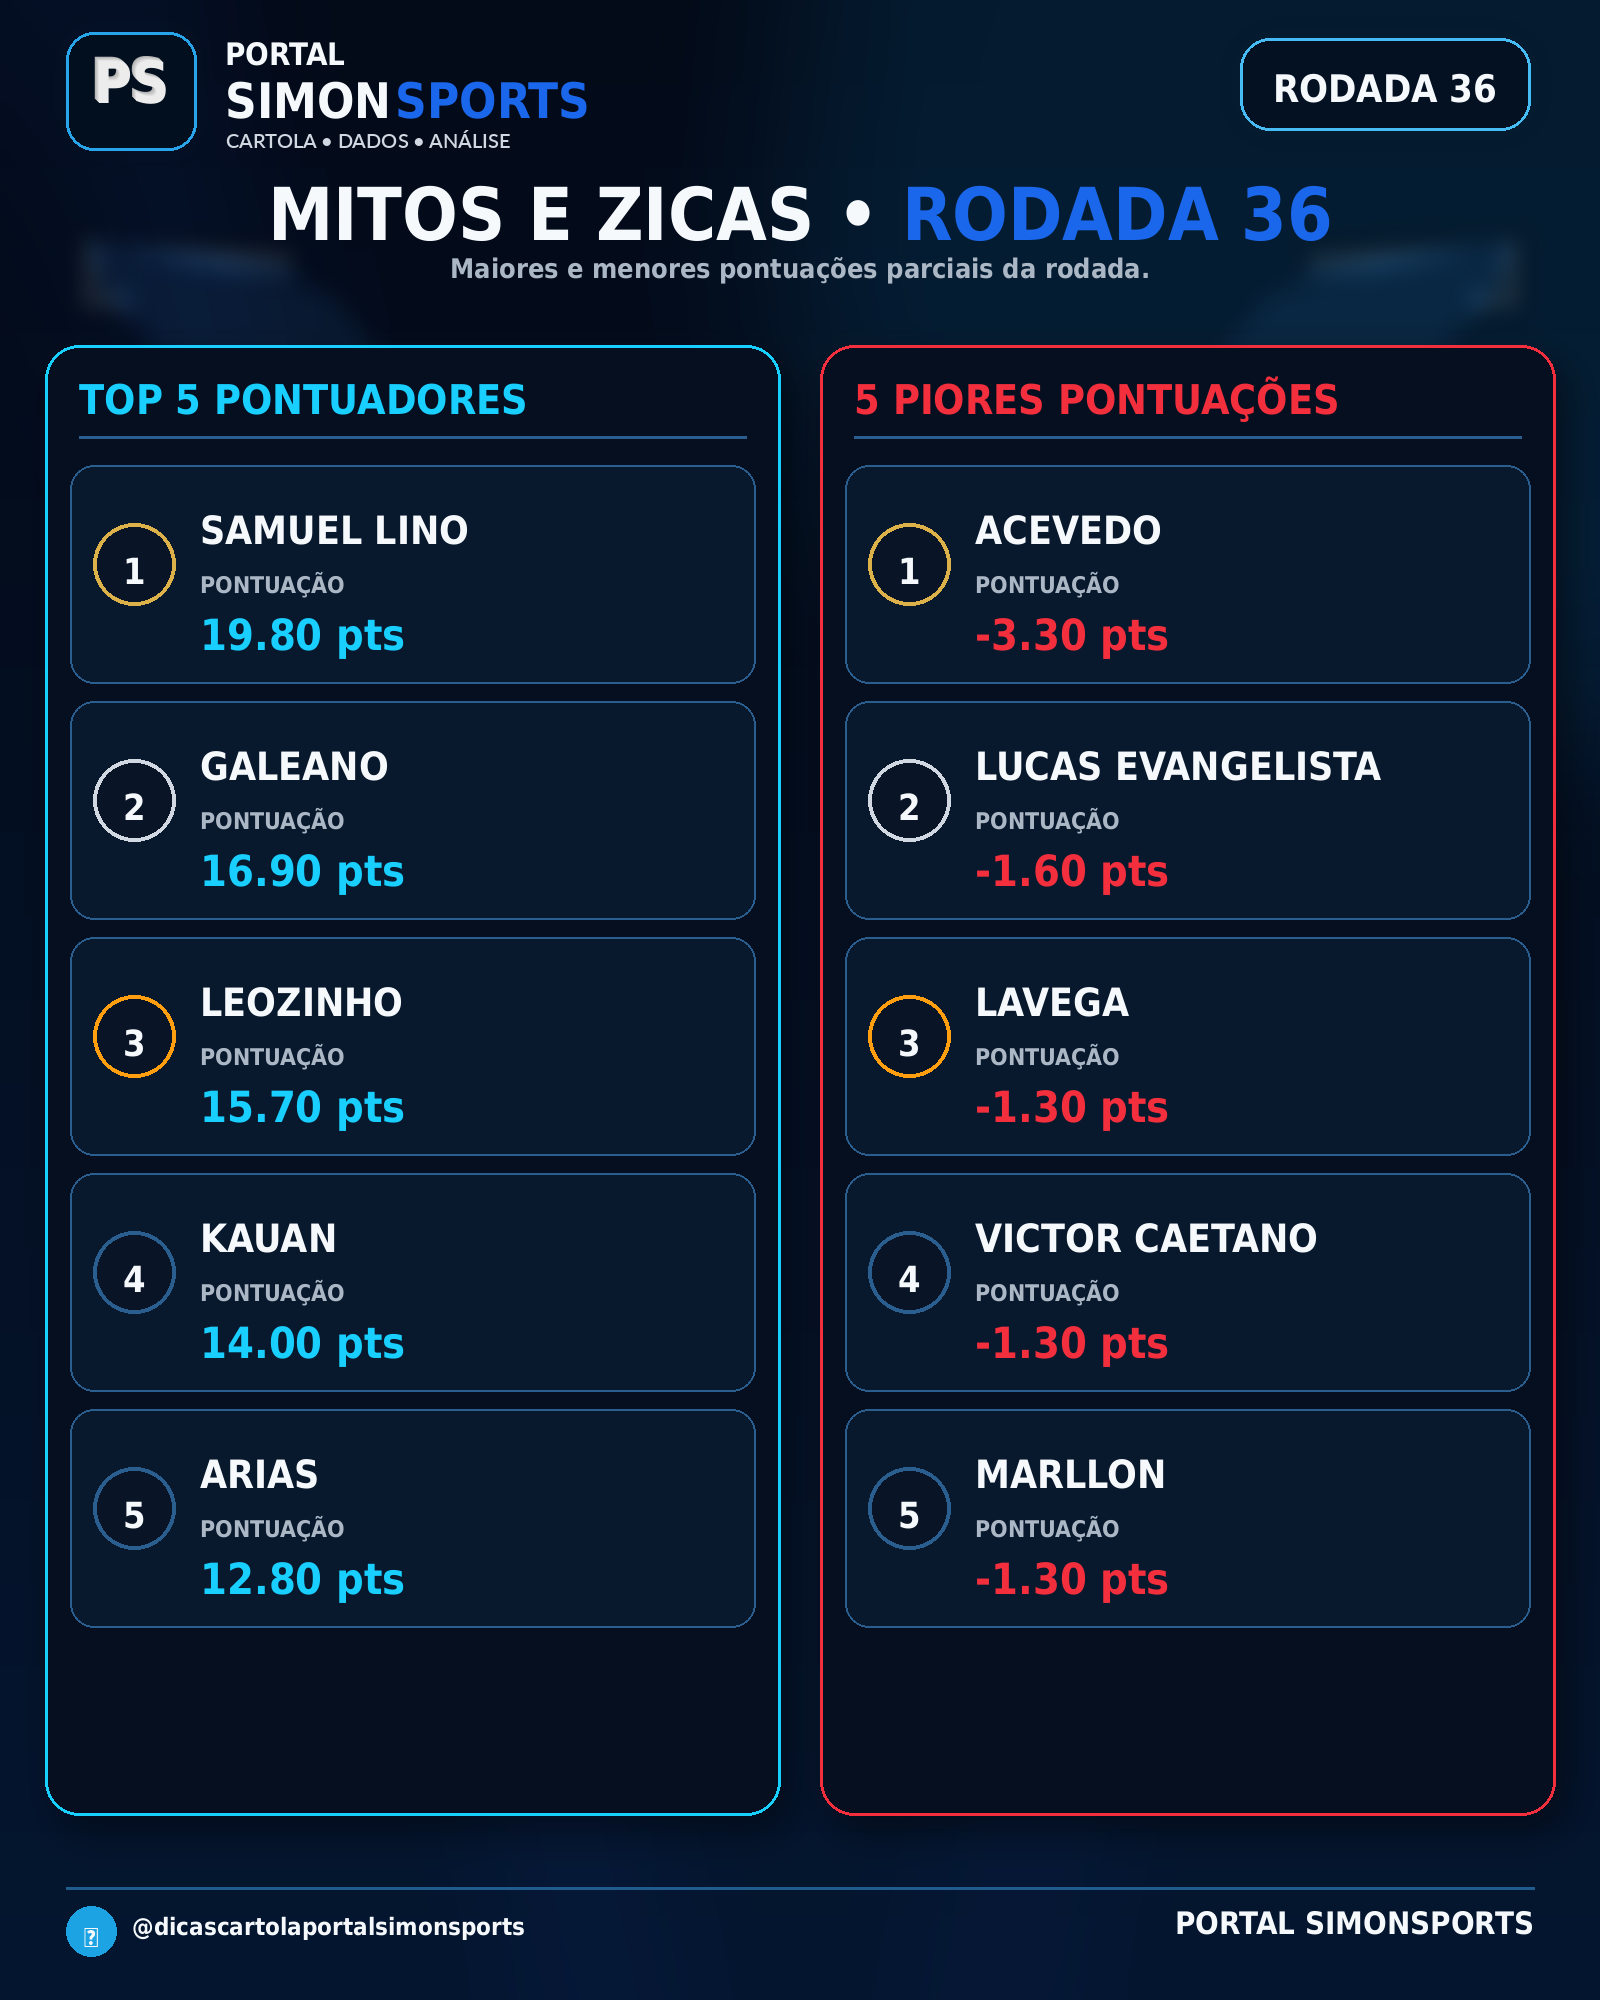 PS
PORTAL
SIMONSPORTS
CARTOLA • DADOS • ANÁLISE
RODADA 36
MITOS E ZICAS • RODADA 36
Maiores e menores pontuações parciais da rodada.
TOP 5 PONTUADORES
1
SAMUEL LINO
PONTUAÇÃO
19.80 pts
2
GALEANO
PONTUAÇÃO
16.90 pts
3
LEOZINHO
PONTUAÇÃO
15.70 pts
4
KAUAN
PONTUAÇÃO
14.00 pts
5
ARIAS
PONTUAÇÃO
12.80 pts
5 PIORES PONTUAÇÕES
1
ACEVEDO
PONTUAÇÃO
-3.30 pts
2
LUCAS EVANGELISTA
PONTUAÇÃO
-1.60 pts
3
LAVEGA
PONTUAÇÃO
-1.30 pts
4
VICTOR CAETANO
PONTUAÇÃO
-1.30 pts
5
MARLLON
PONTUAÇÃO
-1.30 pts
@dicascartolaportalsimonsports
PORTAL SIMONSPORTS